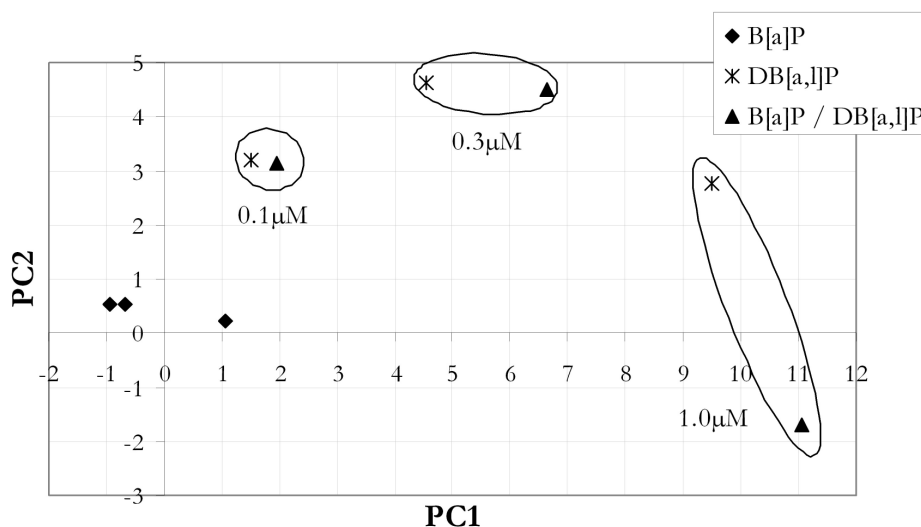 B[a]P
DB[a,l]P
B[a]P / DB[a,l]P
5
4
3
2
1
0
-1
-2
-3
PC2
0.3µM
0.1µM
1.0µM
-2 -1 0 1 2 3 4 5 6 7 8 9 10 11 12
PC1